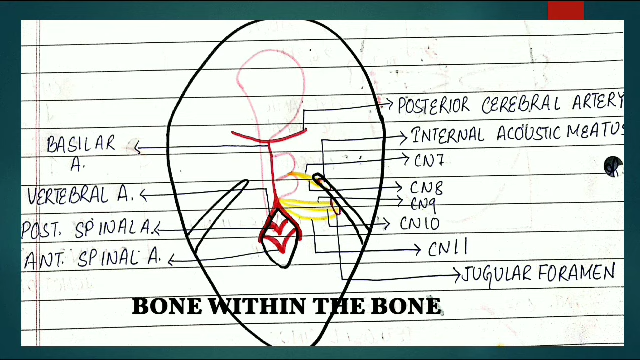 POSTERIOR CEREBRAL ARTERY
INTERNAL ACOUSTIC MEATUS
CN7
CN8
CN9
CN10
CN11
JUGULAR FORAMEN
BASILAR
A.
VERTEBRAL A.
POST. SPINAL A.
ANT. SPINAL A.
BONE WITHIN THE BONE